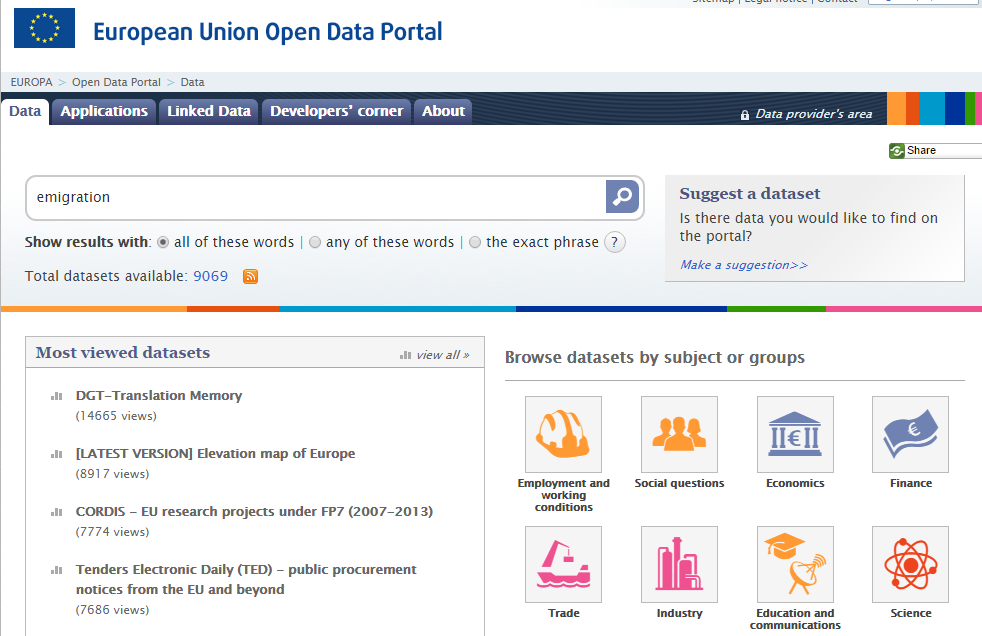 Sitemap | Legal notice | Contact
European Union Open Data Portal
EUROPA > Open Data Portal > Data
Data
Applications
Linked Data
Developers' corner
About
Data provider's area
Share
emigration
Show results with: all of these words | any of these words | the exact phrase ?
Total datasets available: 9069
Suggest a dataset
Is there data you would like to find on
the portal?
Make a suggestion>>
Most viewed datasets
view all »
DGT-Translation Memory
(14665 views)
[LATEST VERSION] Elevation map of Europe
(8917 views)
CORDIS - EU research projects under FP7 (2007-2013)
(7774 views)
Tenders Electronic Daily (TED) - public procurement
notices from the EU and beyond
(7686 views)
Browse datasets by subject or groups
Employment and
working
conditions
Social questions
Economics
Finance
Trade
Industry
Education and
communications
Science